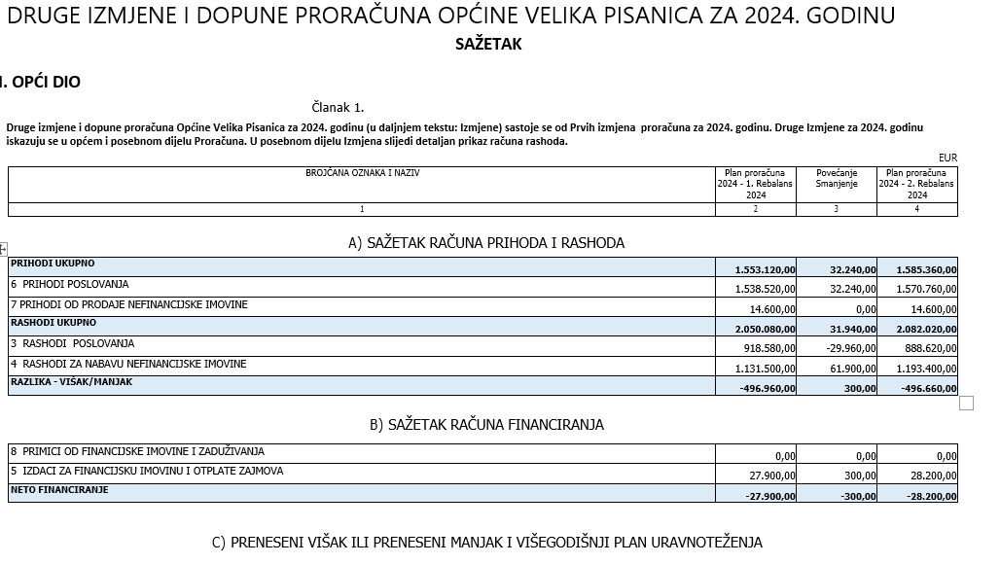 DRUGE IZMJENE I DOPUNE PRORAČUNA OPĆINE VELIKA PISANICA ZA 2024. GODINU
SAŽETAK
I. OPĆI DIO
Članak 1.
Druge izmjene i dopune proračuna Općine Velika Pisanica za 2024. godinu (u daljnjem tekstu: Izmjene) sastoje se od Prvih izmjena proračuna za 2024. godinu. Druge Izmjene za 2024. godinu
iskazuju se u općem i posebnom dijelu Proračuna. U posebnom dijelu Izmjena slijedi detaljan prikaz računa rashoda.
EUR
BROJČANA OZNAKA I NAZIV Plan proračuna 2024 - 1. Rebalans 2024 Povećanje Smanjenje Plan proračuna 2024 - 2. Rebalans 2024
1 2 3 4
A) SAŽETAK RAČUNA PRIHODA I RASHODA
PRIHODI UKUPNO 1.553.120,00 32.240,00 1.585.360,00
6 PRIHODI POSLOVANJA 1.538.520,00 32.240,00 1.570.760,00
7 PRIHODI OD PRODAJE NEFINANCIJSKE IMOVINE 14.600,00 0,00 14.600,00
RASHODI UKUPNO 2.050.080,00 31.940,00 2.082.020,00
3 RASHODI POSLOVANJA 918.580,00 -29.960,00 888.620,00
4 RASHODI ZA NABAVU NEFINANCIJSKE IMOVINE 1.131.500,00 61.900,00 1.193.400,00
RAZLIKA - VIŠAK/MANJAK -496.960,00 300,00 -496.660,00
B) SAŽETAK RAČUNA FINANCIRANJA
8 PRIMICI OD FINANCIJSKE IMOVINE I ZADUŽIVANJA 0,00 0,00 0,00
5 IZDACI ZA FINANCIJSKU IMOVINU I OTPLATE ZAJMOVA 27.900,00 300,00 28.200,00
NETO FINANCIRANJE -27.900,00 -300,00 -28.200,00
C) PRENESENI VIŠAK ILI PRENESENI MANJAK I VIŠEGODIŠNJI PLAN URAVNOTEŽENJA